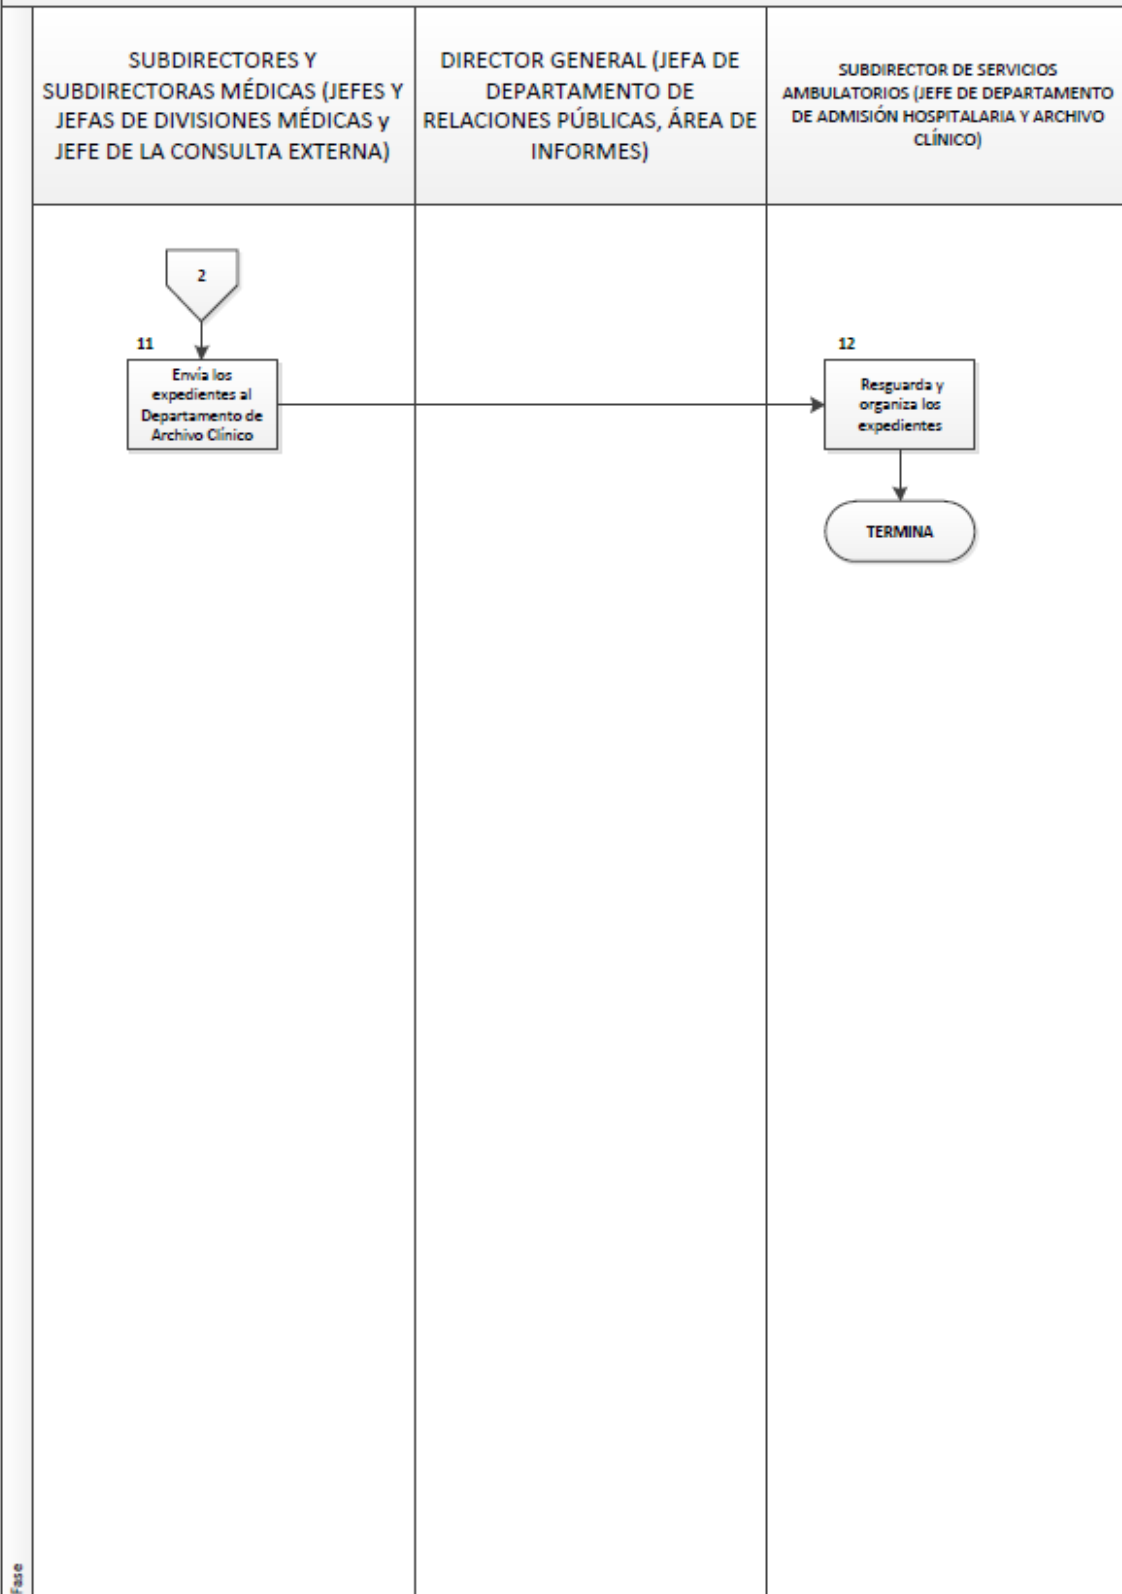 SUBDIRECTORES Y
SUBDIRECTORAS MÉDICAS (JEFES Y
JEFAS DE DIVISIONES MÉDICAS y
JEFE DE LA CONSULTA EXTERNA)
DIRECTOR GENERAL (JEFA DE
DEPARTAMENTO DE
RELACIONES PÚBLICAS, ÁREA DE
INFORMES)
SUBDIRECTOR DE SERVICIOS
AMBULATORIOS (JEFE DE DEPARTAMENTO
DE ADMISIÓN HOSPITALARIA Y ARCHIVO
CLÍNICO)
2
11
Envía los
expedientes al
Departamento de
Archivo Clínico
12
Resguarda y
organiza los
expedientes
TERMINA
Fase